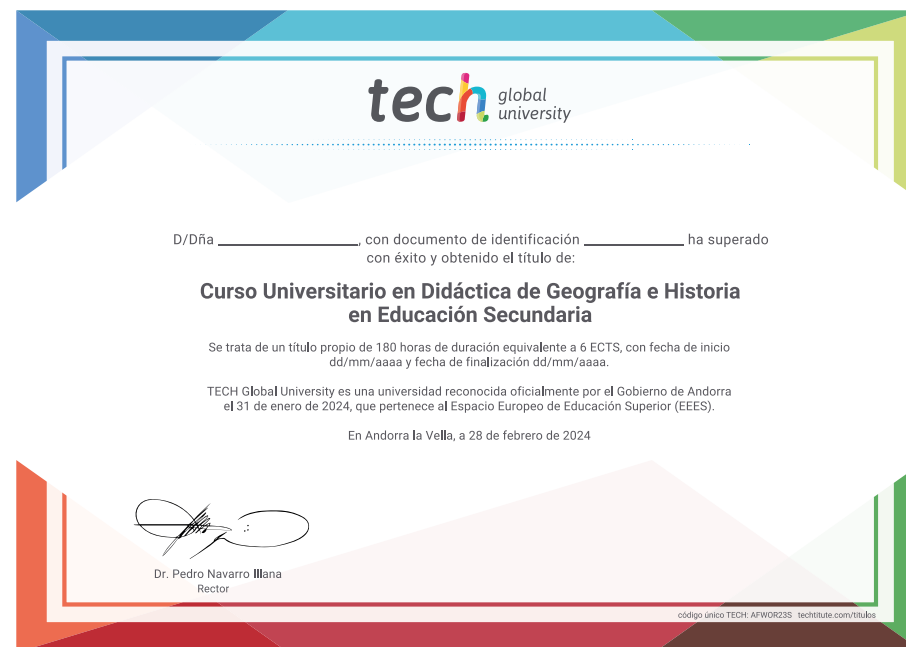 tech global
university
D/Dña ____________________, con documento de identificación ______________ ha superado
con éxito y obtenido el título de:
Curso Universitario en Didáctica de Geografía e Historia
en Educación Secundaria
Se trata de un título propio de 180 horas de duración equivalente a 6 ECTS, con fecha de inicio
dd/mm/aaaa y fecha de finalización dd/mm/aaaa.
TECH Global University es una universidad reconocida oficialmente por el Gobierno de Andorra
el 31 de enero de 2024, que pertenece al Espacio Europeo de Educación Superior (EEES).
En Andorra la Vella, a 28 de febrero de 2024
Dr. Pedro Navarro Illana
Rector
código único TECH: AFWOR23S techtitute.com/titulos